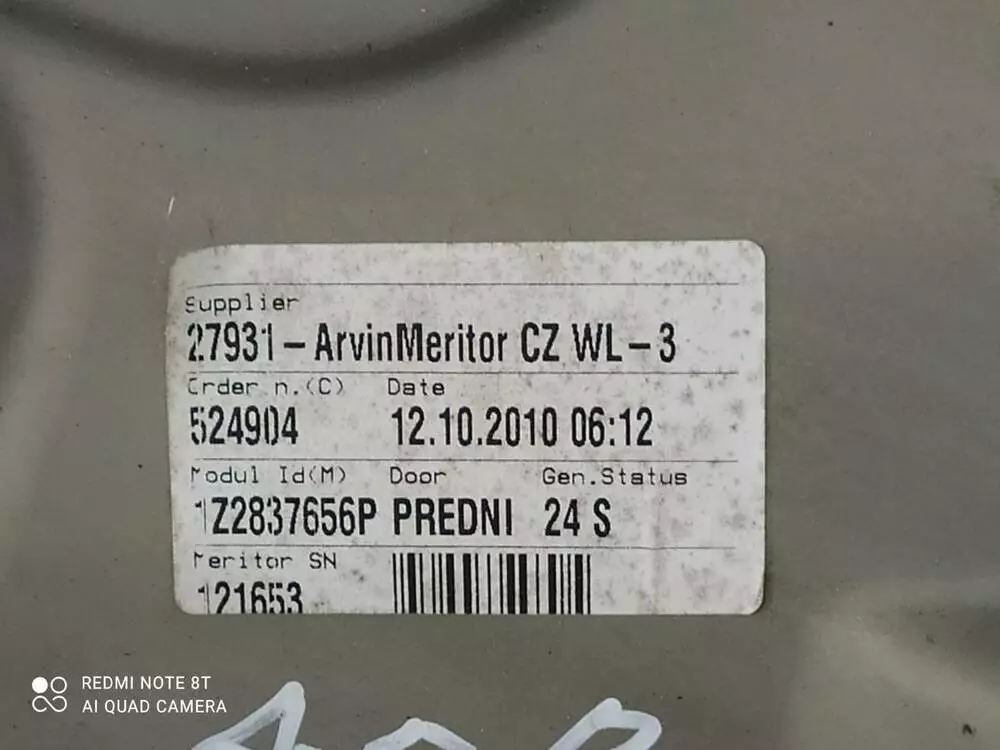 Supplier
27931-ArvinMeritor CZ WL-3
Order n.(C) Date
524904 12.10.2010 06:12
Modul Id(M) Door Gen.Status
1Z2837656P PREDNI 24 S
Meritor SN
121653
REDMI NOTE 8T
AI QUAD CAMERA